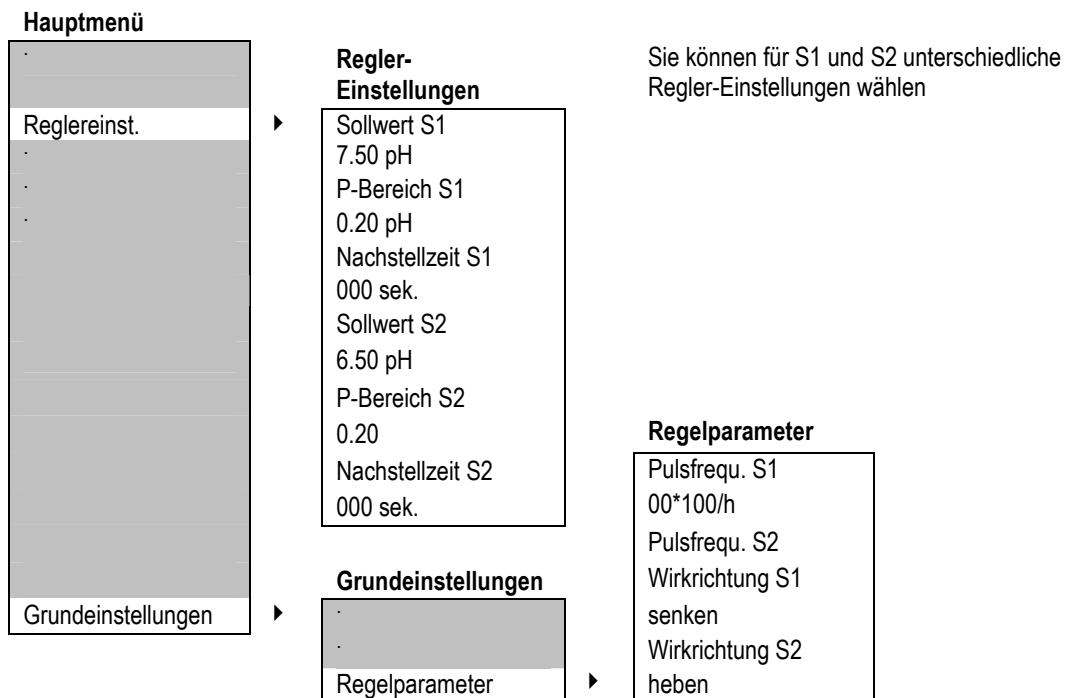 Hauptmenü
.
Reglereinst.
.
.
.
Grundeinstellungen
Regler-
Einstellungen
Sollwert S1
7.50 pH
P-Bereich S1
0.20 pH
Nachstellzeit S1
000 sek.
Sollwert S2
6.50 pH
P-Bereich S2
0.20
Nachstellzeit S2
000 sek.
Sie können für S1 und S2 unterschiedliche
Regler-Einstellungen wählen
Grundeinstellungen
.
.
Regelparameter
Regelparameter
Pulsfrequ. S1
00*100/h
Pulsfrequ. S2
Wirkrichtung S1
senken
Wirkrichtung S2
heben